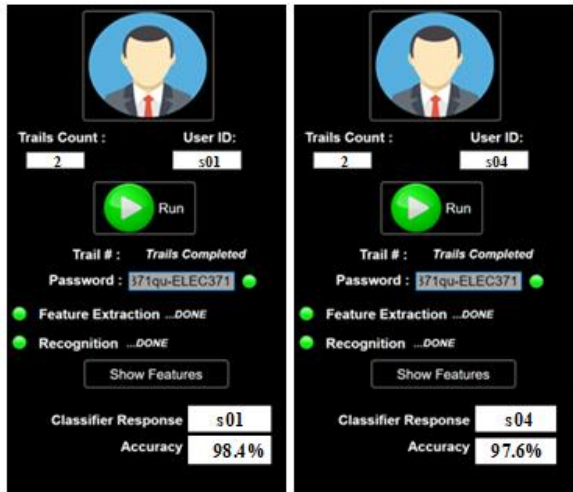 Trails Count : User ID:
2 s01
Run
Trail # : Trails Completed
Password : 371qu-ELEC371
Feature Extraction ...DONE
Recognition ...DONE
Show Features
Classifier Response s01
Accuracy 98.4%
Trails Count : User ID:
2 s04
Run
Trail # : Trails Completed
Password : 371qu-ELEC371
Feature Extraction ...DONE
Recognition ...DONE
Show Features
Classifier Response s04
Accuracy 97.6%